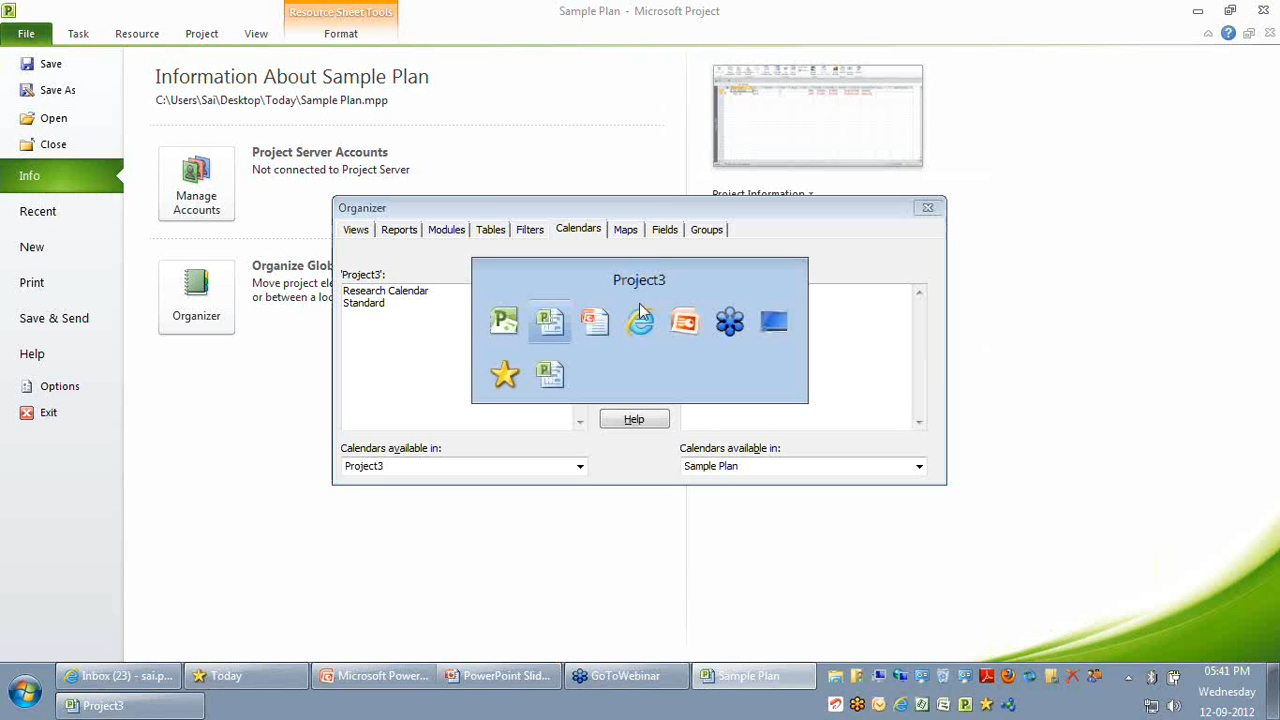 Resource Sheet Tools
Sample Plan - Microsoft Project
File
Task
Resource
Project
View
Format
Save
Save As
Open
Close
Info
Recent
New
Print
Save & Send
Help
Options
Exit
Information About Sample Plan
C:\Users\Sai\Desktop\Today\Sample Plan.mpp
Manage
Accounts
Project Server Accounts
Not connected to Project Server
Organizer
Organize Glob
Move project ele
or between a loc
Project Information
Organizer
Views
Reports
Modules
Tables
Filters
Calendars
Maps
Fields
Groups
'Project3':
Research Calendar
Standard
Project3
Help
Calendars available in:
Project3
Calendars available in:
Sample Plan
Inbox (23) - sai.p...
Today
Microsoft Power...
PowerPoint Slid...
GoToWebinar
Sample Plan
Project3
05:41 PM
Wednesday
12-09-2012